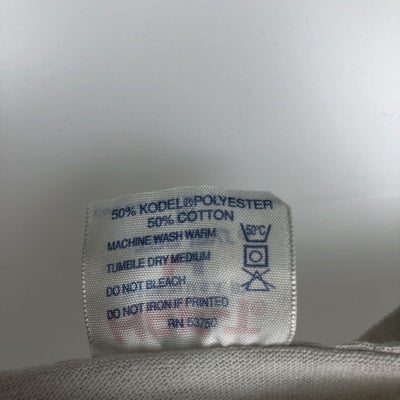 50% KODEL® POLYESTER
50% COTTON
MACHINE WASH WARM
50°C
TUMBLE DRY MEDIUM
DO NOT BLEACH
DO NOT IRON IF PRINTED
RN 53750